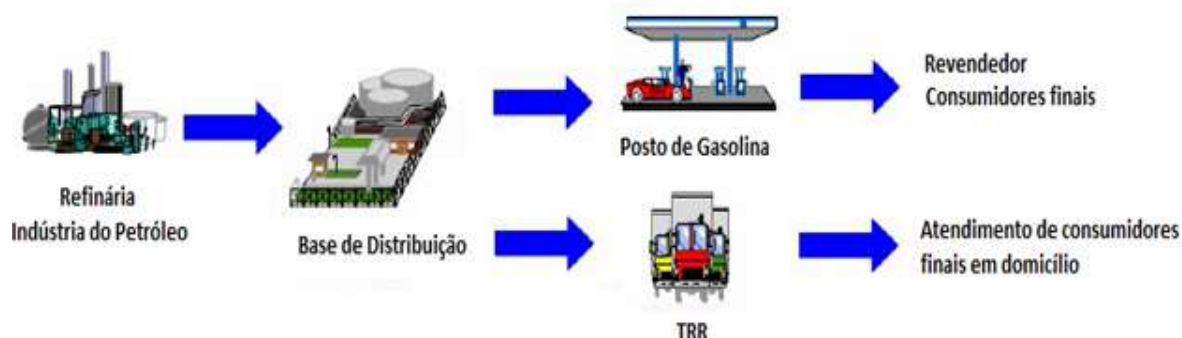 Refinária
Indústria do Petróleo
Base de Distribuição
Posto de Gasolina
Revendedor
Consumidores finais
TRR
Atendimento de consumidores
finais em domicílio